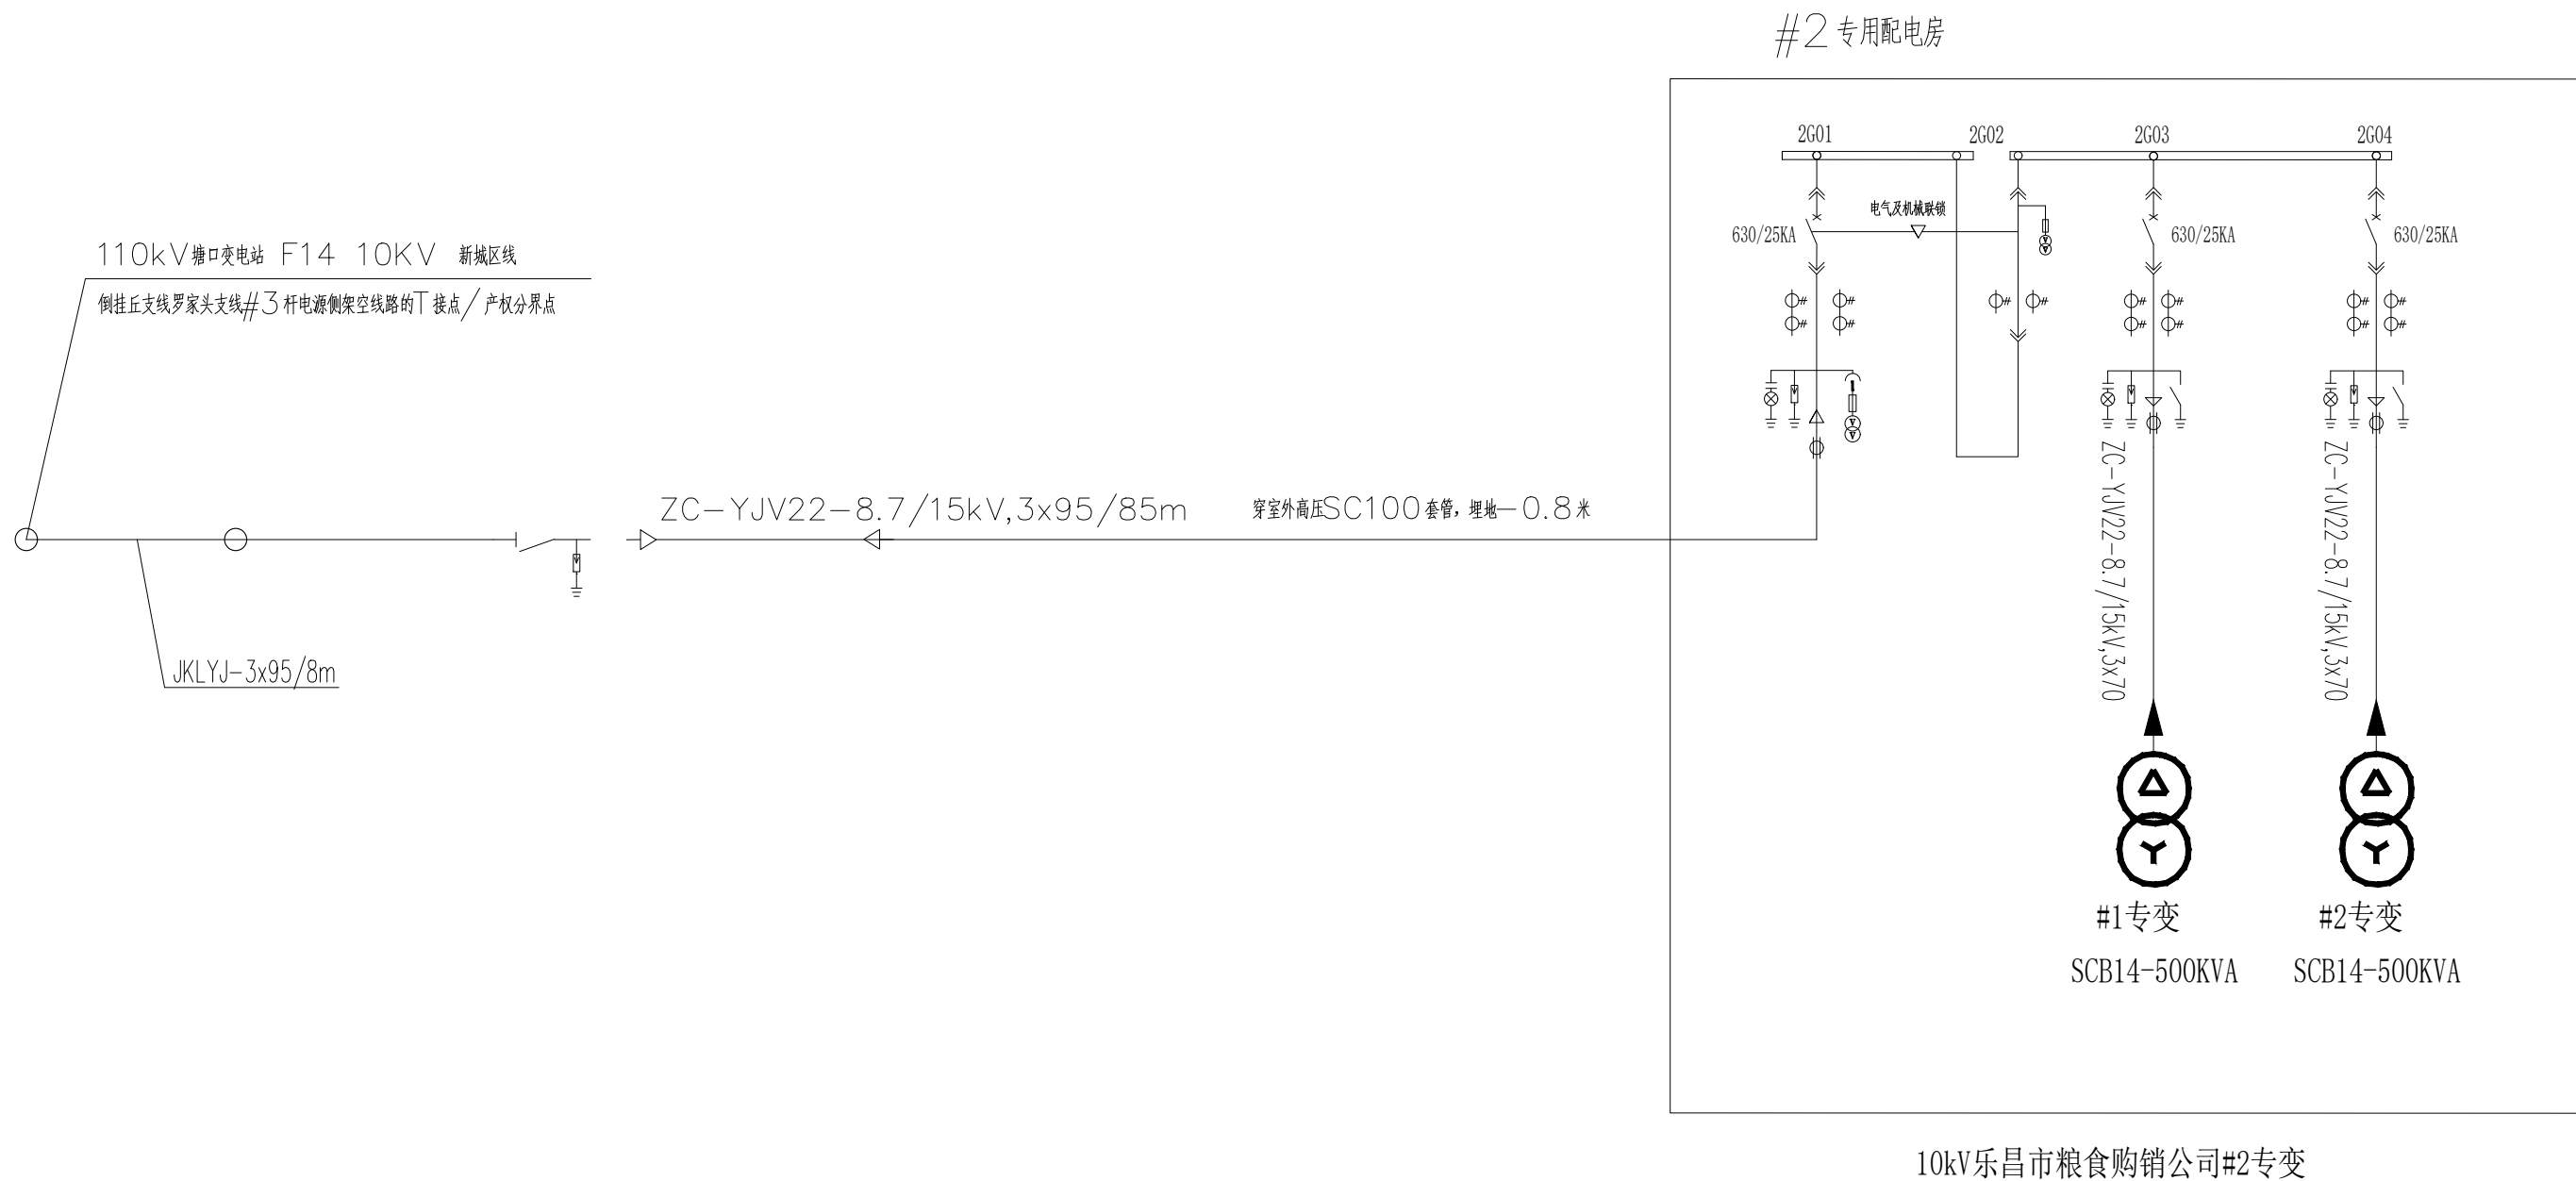 #2 专用配电房
2G01
2G02
2G03
2G04
电气及机械联锁
630/25KA
630/25KA
630/25KA
110kV塘口变电站 F14 10KV 新城区线
倒挂丘支线罗家头支线#3杆电源侧架空线路的T接点/产权分界点
ZC-YJV22-8.7/15kV,3x95/85m
穿室外高压SC100套管，埋地-0.8米
JKLYJ-3x95/8m
ZC-YJV22-8.7/15kV,3x70
ZC-YJV22-8.7/15kV,3x70
#1专变
SCB14-500KVA
#2专变
SCB14-500KVA
10kV乐昌市粮食购销公司#2专变